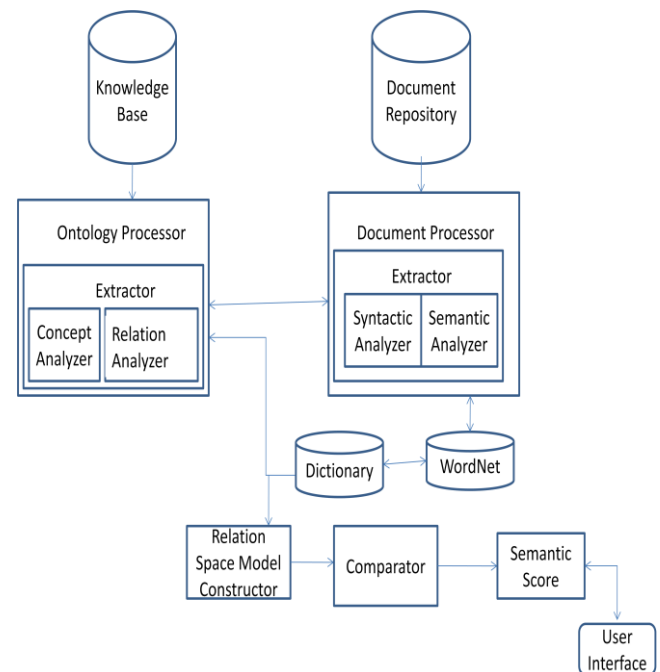 Knowledge
Base
Document
Repository
Ontology Processor
Extractor
Concept
Analyzer
Relation
Analyzer
Document Processor
Extractor
Syntactic
Analyzer
Semantic
Analyzer
Dictionary
WordNet
Relation
Space Model
Constructor
Comparator
Semantic
Score
User
Interface